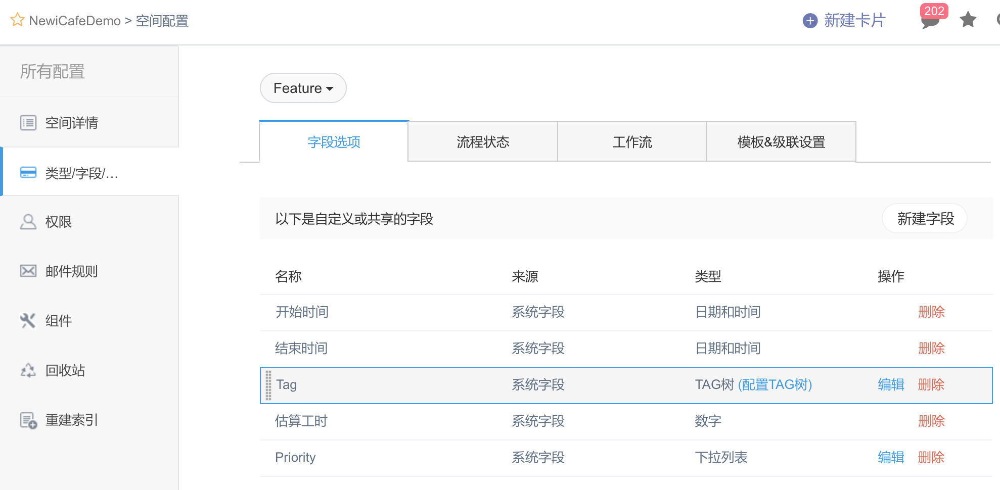 NewiCafeDemo > 空间配置
新建卡片
202
所有配置
空间详情
类型/字段/...
权限
邮件规则
组件
回收站
重建索引
Feature
字段选项 流程状态 工作流 模板&级联设置
以下是自定义或共享的字段 新建字段
名称 来源 类型 操作
开始时间 系统字段 日期和时间 删除
结束时间 系统字段 日期和时间 删除
Tag 系统字段 TAG树 (配置TAG树) 编辑 删除
估算工时 系统字段 数字 删除
Priority 系统字段 下拉列表 编辑 删除